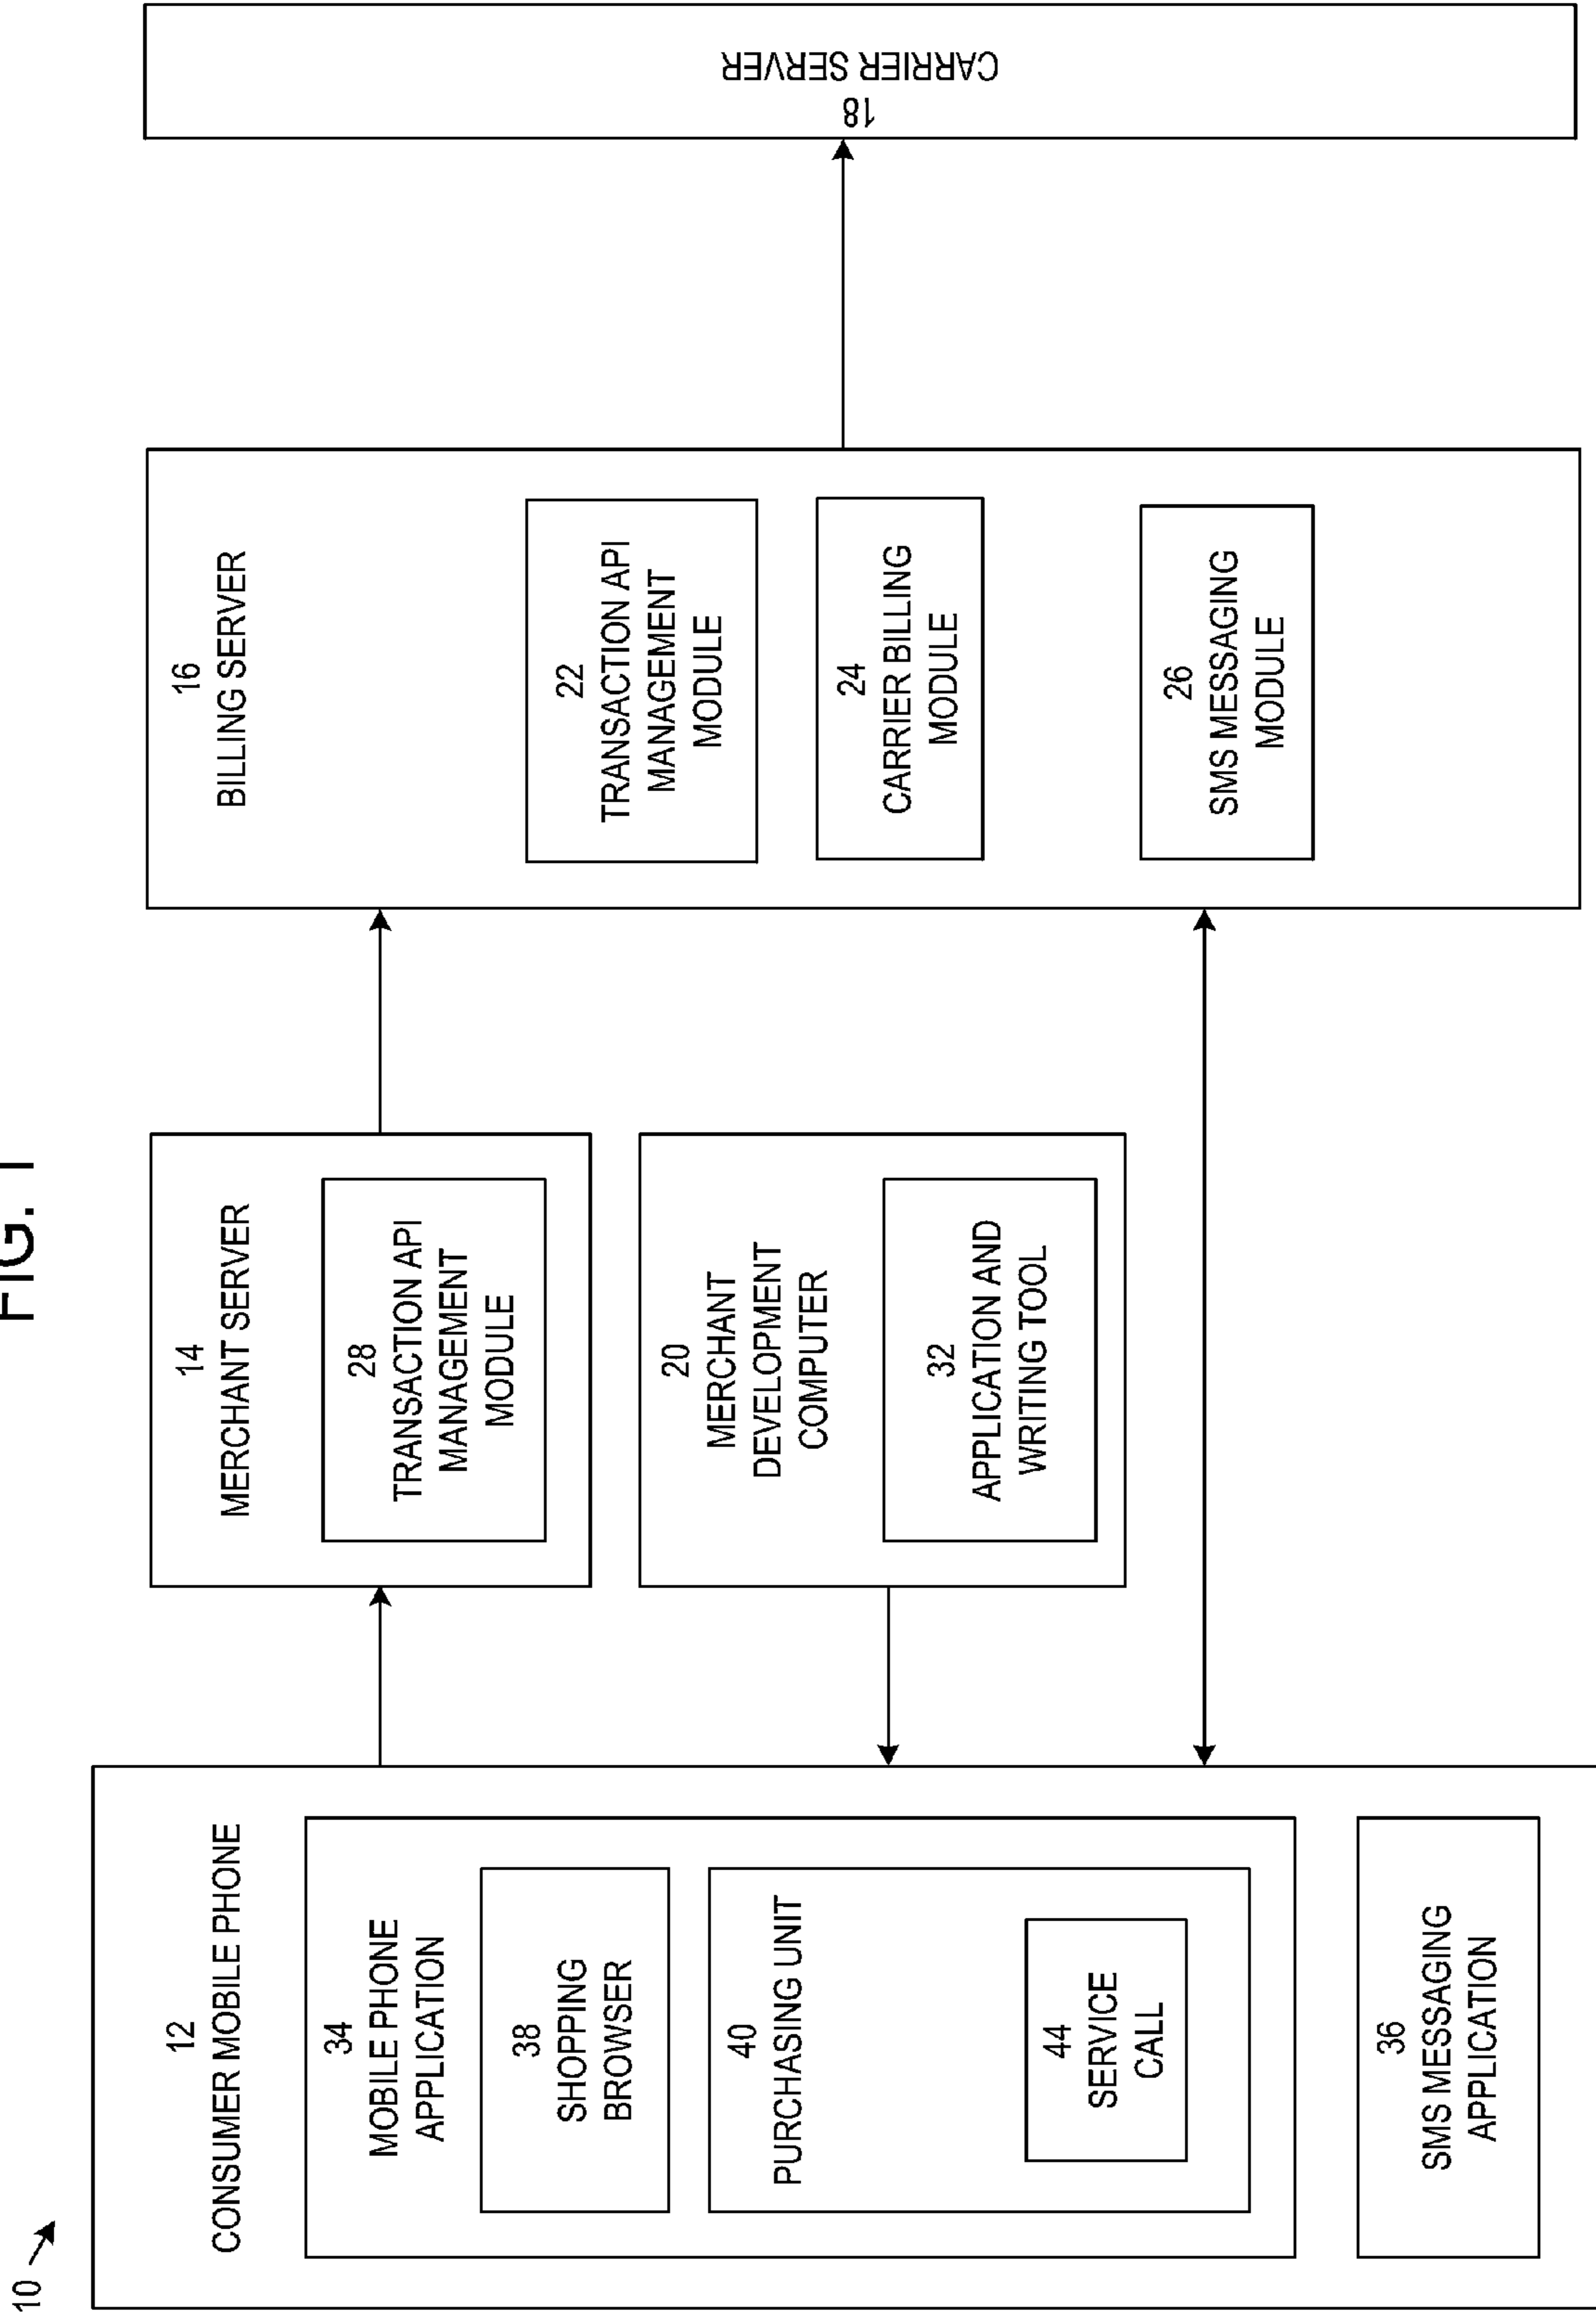 FIG. 1
10
12
CONSUMER MOBILE PHONE
34
MOBILE PHONE
APPLICATION
38
SHOPPING
BROWSER
40
PURCHASING UNIT
44
SERVICE
CALL
36
SMS MESSAGING
APPLICATION
14
MERCHANT SERVER
28
TRANSACTION API
MANAGEMENT
MODULE
20
MERCHANT
DEVELOPMENT
COMPUTER
32
APPLICATION AND
WRITING TOOL
16
BILLING SERVER
22
TRANSACTION API
MANAGEMENT
MODULE
24
CARRIER BILLING
MODULE
26
SMS MESSAGING
MODULE
18
CARRIER SERVER